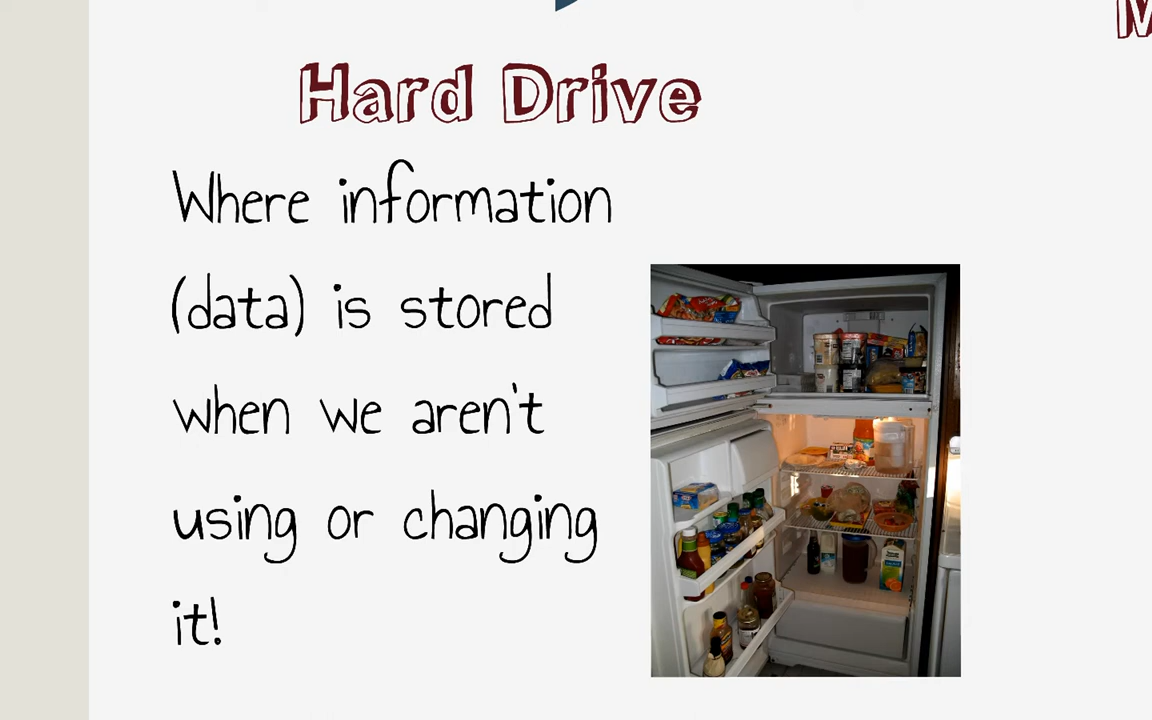 Hard Drive
Where information
(data) is stored
when we aren't
using or changing
it!